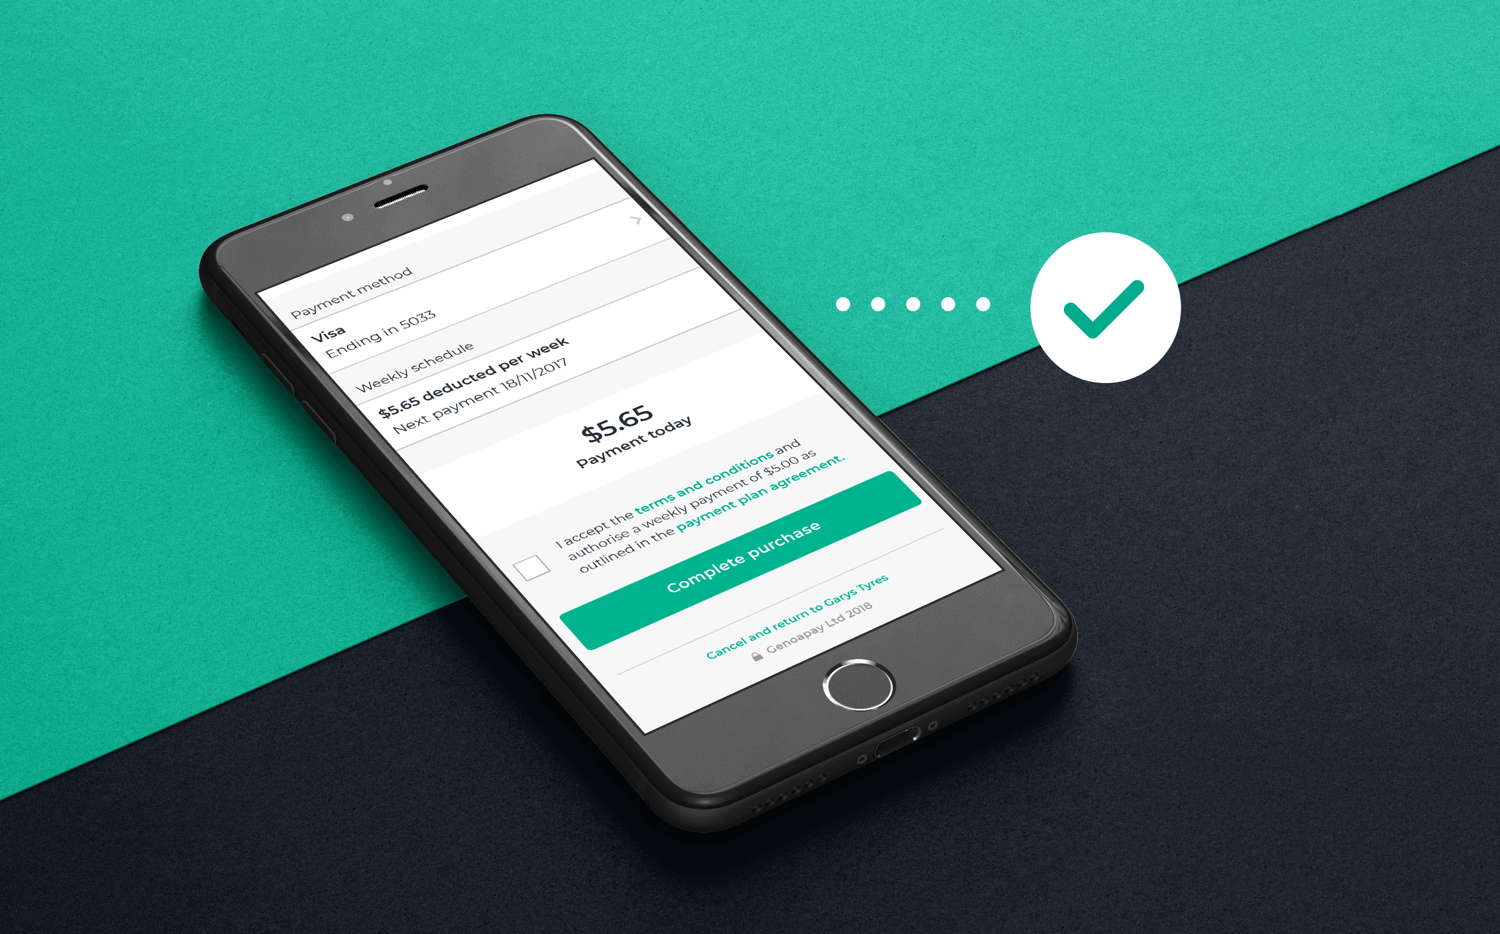 Payment method
Visa
Ending in 5033
Weekly schedule
$5.65 deducted per week
Next payment 18/11/2017
$5.65
Payment today
I accept the terms and conditions and
authorise a weekly payment of $5.00 as
outlined in the payment plan agreement.
Complete purchase
Cancel and return to Garys Tyres
Genoapay Ltd 2018